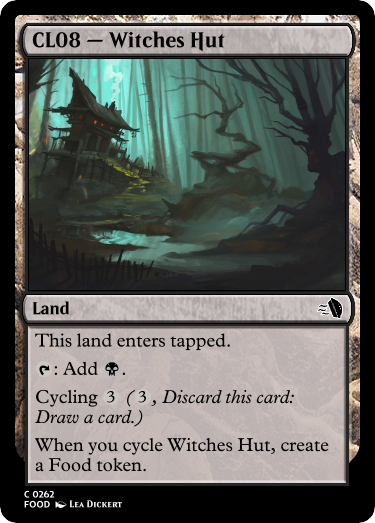 CL08 — Witches Hut
Land
This land enters tapped.
: Add .
Cycling 3 (3, Discard this card:
Draw a card.)
When you cycle Witches Hut, create
a Food token.
C 0262
FOOD Lea Dickert